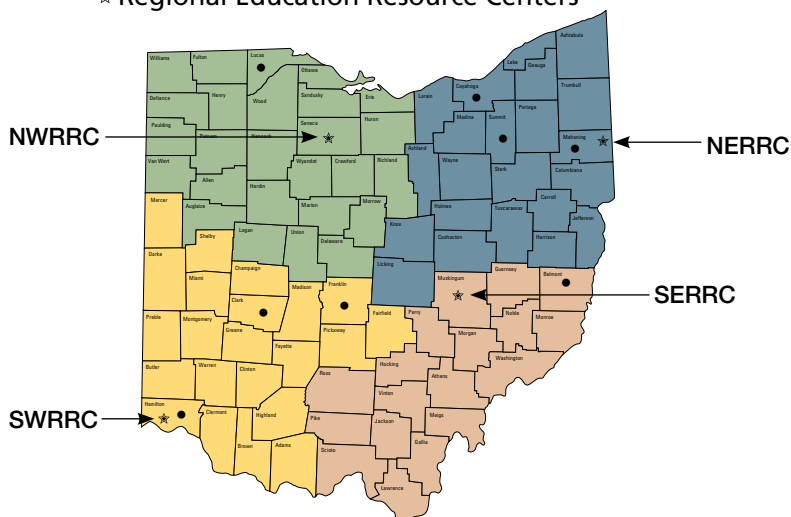 ☆ Regional Education Resource Centers
Ashtabula
Williams
Fulton
Lucas
Ottawa
Lake
Geauga
Cuyahoga
Trumbull
Defiance
Henry
Wood
Sandusky
Erie
Lorain
Portage
Medina
Summit
Paulding
Putnam
Hancock
Seneca
Huron
Mahoning
NWRRC
NERRC
Ashland
Van Wert
Wyandot
Crawford
Richland
Wayne
Stark
Columbiana
Allen
Hardin
Mercer
Auglaize
Marion
Morrow
Holmes
Tuscarawas
Carroll
Jefferson
Shelby
Logan
Union
Delaware
Knox
Coshocton
Harrison
Darke
Champaign
Licking
Miami
Madison
Franklin
Muskingum
Guernsey
Belmont
Clark
SERRC
Preble
Montgomery
Greene
Pickaway
Fairfield
Perry
Noble
Monroe
Morgan
Fayette
Washington
Butler
Warren
Clinton
Ross
Hocking
Athens
Vinton
Hamilton
SWRRC
Clermont
Highland
Pike
Jackson
Meigs
Brown
Adams
Scioto
Gallia
Lawrence